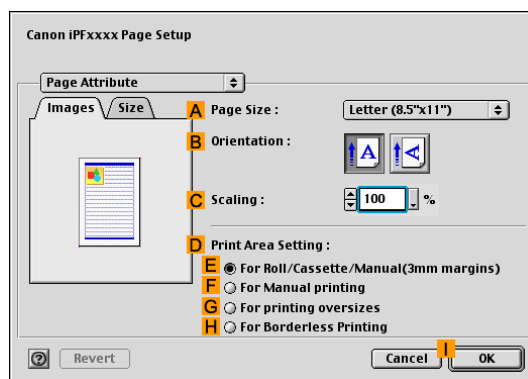 Canon iPFxxxx Page Setup
Page Attribute
Images Size
A Page Size : Letter (8.5"x11")
B Orientation : A A
C Scaling : 100 %
D Print Area Setting :
E For Roll/Cassette/Manual(3mm margins)
F For Manual printing
G For printing oversizes
H For Borderless Printing
? Revert Cancel I OK